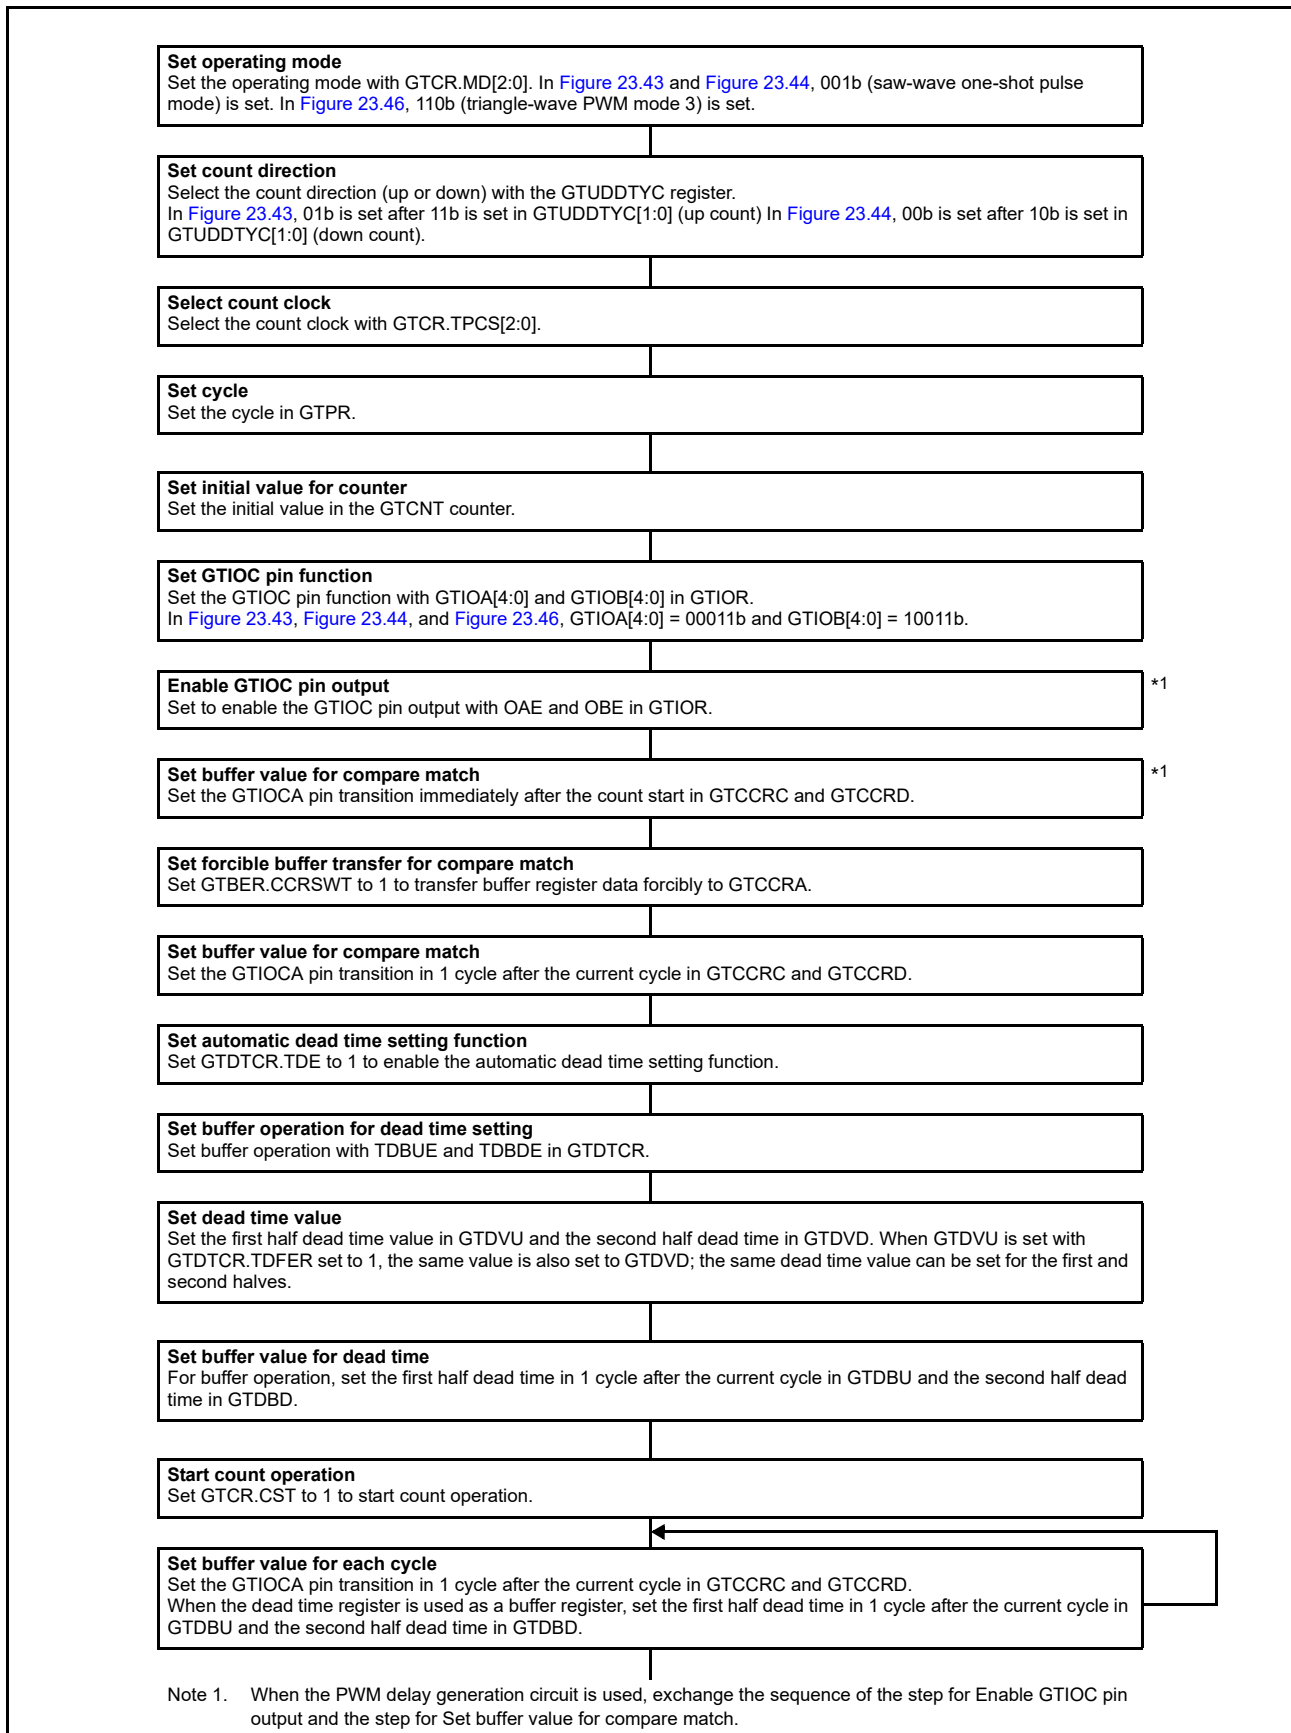 Set operating mode
Set the operating mode with GTCR.MD[2:0]. In Figure 23.43 and Figure 23.44, 001b (saw-wave one-shot pulse
mode) is set. In Figure 23.46, 110b (triangle-wave PWM mode 3) is set.
Set count direction
Select the count direction (up or down) with the GTUDDTYC register.
In Figure 23.43, 01b is set after 11b is set in GTUDDTYC[1:0] (up count) In Figure 23.44, 00b is set after 10b is set in
GTUDDTYC[1:0] (down count).
Select count clock
Select the count clock with GTCR.TPCS[2:0].
Set cycle
Set the cycle in GTPR.
Set initial value for counter
Set the initial value in the GTCNT counter.
Set GTIOC pin function
Set the GTIOC pin function with GTIOA[4:0] and GTIOB[4:0] in GTIOR.
In Figure 23.43, Figure 23.44, and Figure 23.46, GTIOA[4:0] = 00011b and GTIOB[4:0] = 10011b.
Enable GTIOC pin output *1
Set to enable the GTIOC pin output with OAE and OBE in GTIOR.
Set buffer value for compare match *1
Set the GTIOCA pin transition immediately after the count start in GTCCRC and GTCCRD.
Set forcible buffer transfer for compare match
Set GTBER.CCRSWT to 1 to transfer buffer register data forcibly to GTCCRA.
Set buffer value for compare match
Set the GTIOCA pin transition in 1 cycle after the current cycle in GTCCRC and GTCCRD.
Set automatic dead time setting function
Set GTDTCR.TDE to 1 to enable the automatic dead time setting function.
Set buffer operation for dead time setting
Set buffer operation with TDBUE and TDBDE in GTDTCR.
Set dead time value
Set the first half dead time value in GTDVU and the second half dead time in GTDVD. When GTDVU is set with
GTDTCR.TDFER set to 1, the same value is also set to GTDVD; the same dead time value can be set for the first and
second halves.
Set buffer value for dead time
For buffer operation, set the first half dead time in 1 cycle after the current cycle in GTDBU and the second half dead
time in GTDBD.
Start count operation
Set GTCR.CST to 1 to start count operation.
Set buffer value for each cycle
Set the GTIOCA pin transition in 1 cycle after the current cycle in GTCCRC and GTCCRD.
When the dead time register is used as a buffer register, set the first half dead time in 1 cycle after the current cycle in
GTDBU and the second half dead time in GTDBD.
Note 1. When the PWM delay generation circuit is used, exchange the sequence of the step for Enable GTIOC pin
output and the step for Set buffer value for compare match.